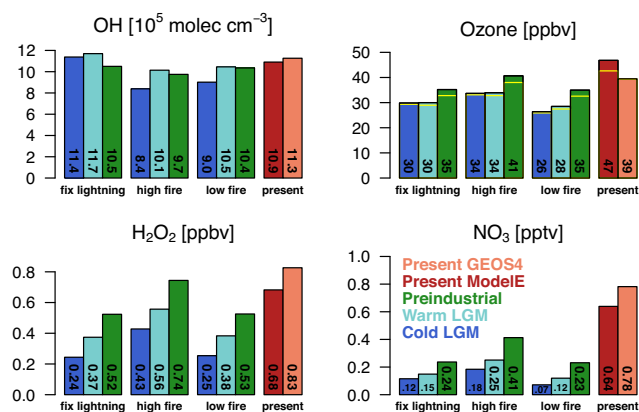 OH [10⁵ molec cm⁻³]
12
10
8
6
4
2
0
11.4
11.7
10.5
8.4
10.1
9.7
9.0
10.5
10.4
10.9
11.3
fix lightning
high fire
low fire
present
Ozone [ppbv]
50
40
30
20
10
0
30
30
35
34
34
41
26
28
35
47
39
fix lightning
high fire
low fire
present
H₂O₂ [ppbv]
0.8
0.6
0.4
0.2
0.0
0.24
0.37
0.52
0.43
0.56
0.74
0.25
0.38
0.53
0.68
0.83
fix lightning
high fire
low fire
present
NO₃ [pptv]
1.0
0.8
0.6
0.4
0.2
0.0
Present GEOS4
Present ModelE
Preindustrial
Warm LGM
Cold LGM
.12
.15
0.24
.18
0.25
0.41
.07
.12
0.23
0.64
0.78
fix lightning
high fire
low fire
present